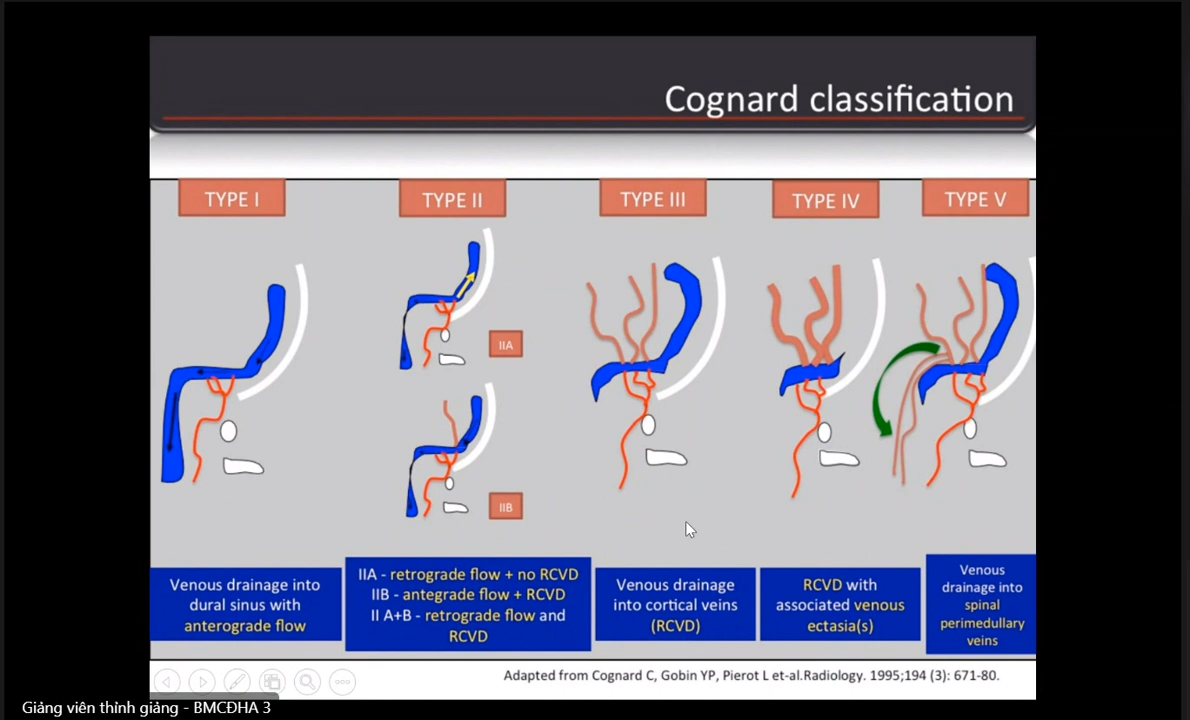 Cognard classification
TYPE I
TYPE II
TYPE III
TYPE IV
TYPE V
IIA
IIB
Venous drainage into
dural sinus with
anterograde flow
IIA - retrograde flow + no RCVD
IIB - antegrade flow + RCVD
II A+B - retrograde flow and
RCVD
Venous drainage
into cortical veins
(RCVD)
RCVD with
associated venous
ectasia(s)
Venous
drainage into
spinal
perimedullary
veins
Adapted from Cognard C, Gobin YP, Pierot L et-al.Radiology. 1995;194 (3): 671-80.
Giảng viên thỉnh giảng - BMCĐHA 3